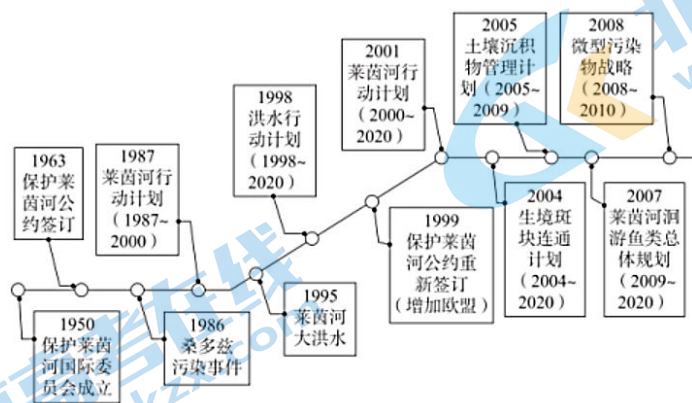 1963
保护莱
茵河公
约签订
1987
莱茵河行
动计划
(1987~
2000)
1998
洪水行
动计划
(1998~
2020)
2001
莱茵河行
动计划
(2000~
2020)
2005
土壤沉积
物管理计
划(2005~
2009)
2008
微型污染
物战略
(2008~
2010)
1950
保护莱茵
河国际委
员会成立
1986
桑多兹
污染事件
1995
莱茵河
大洪水
1999
保护莱茵
河公约重
新签订
(增加欧盟)
2004
生境斑
块连通
计划
(2004~
2020)
2007
莱茵河洄
游鱼类总
体规划
(2009~
2020)